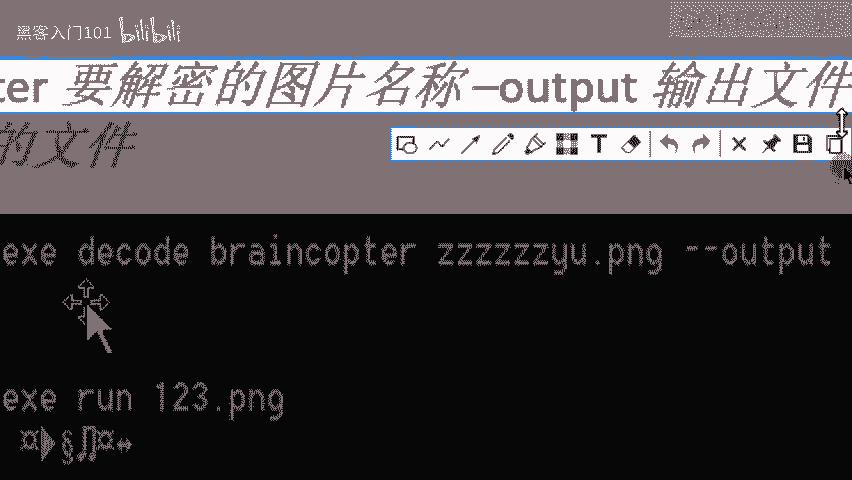 黑客入门101 bilibili
ter 要解密的图片名称 —output 输出文件
的文件
T
exe decode braincopter zzzzzzyu.png --output
exe run 123.png
¤►§♫¤↔